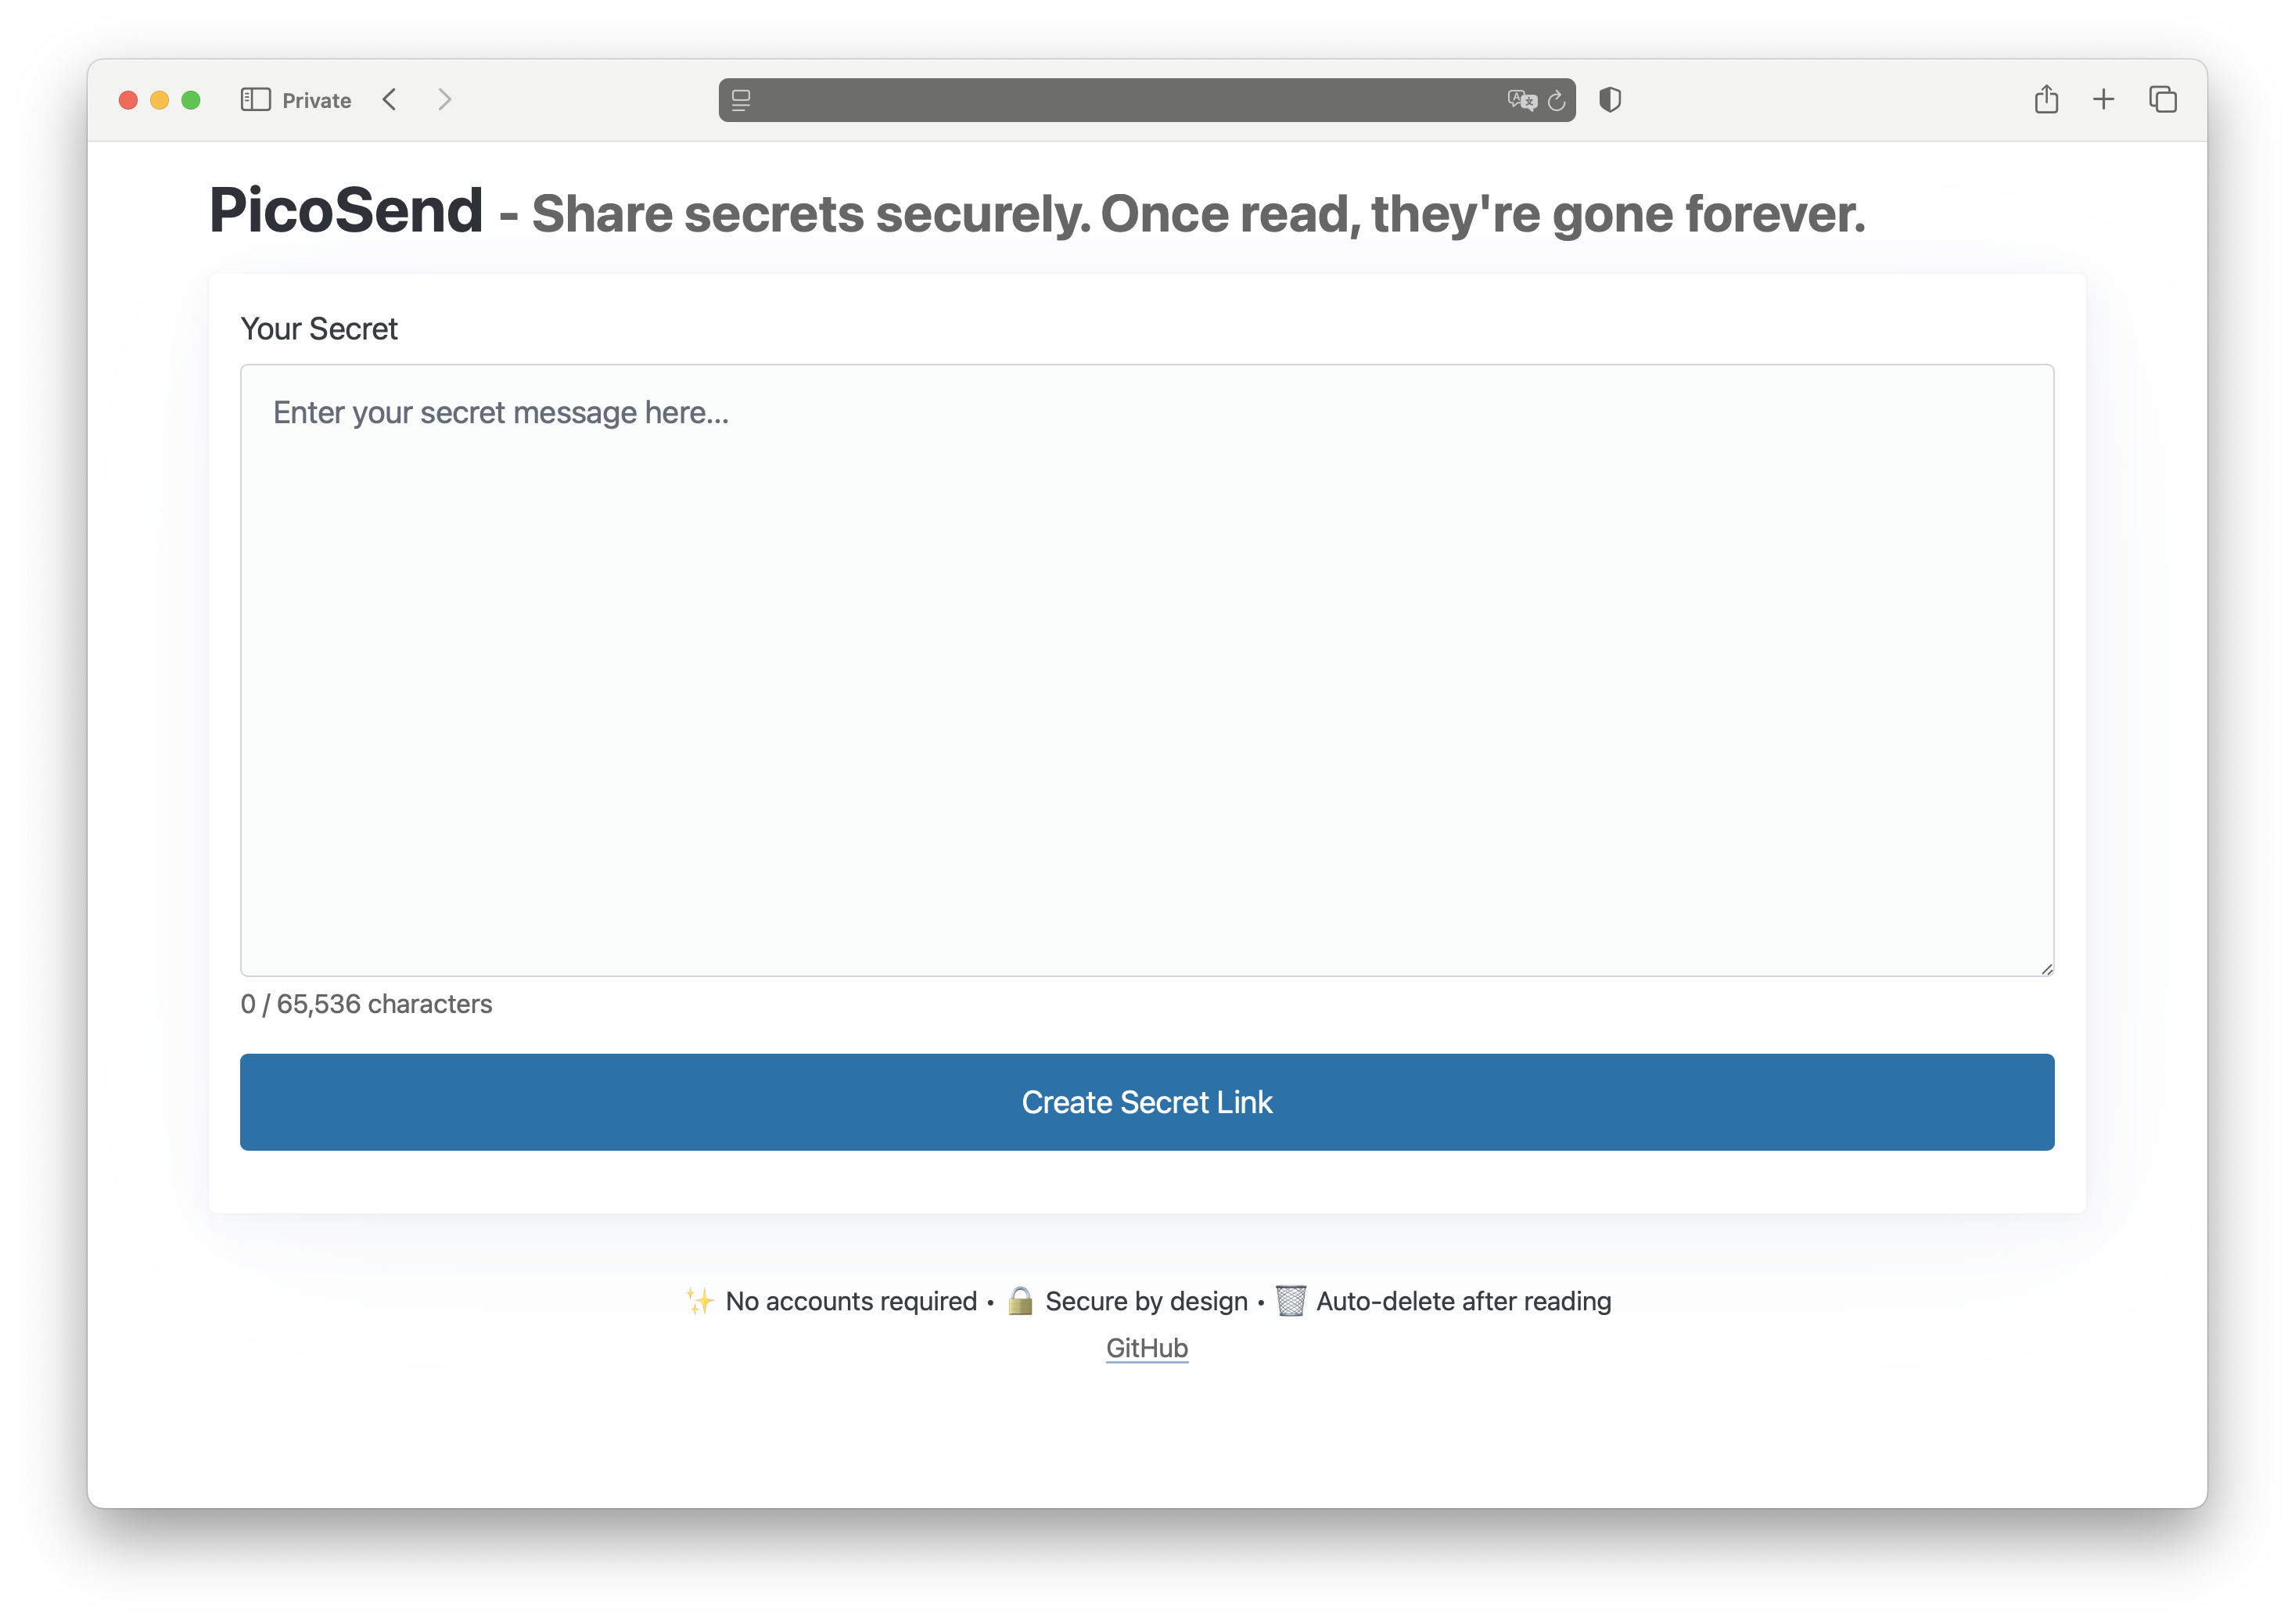 Private
PicoSend - Share secrets securely. Once read, they're gone forever.
Your Secret
Enter your secret message here...
0 / 65,536 characters
Create Secret Link
✨ No accounts required • 🔒 Secure by design • 🗑️ Auto-delete after reading
GitHub